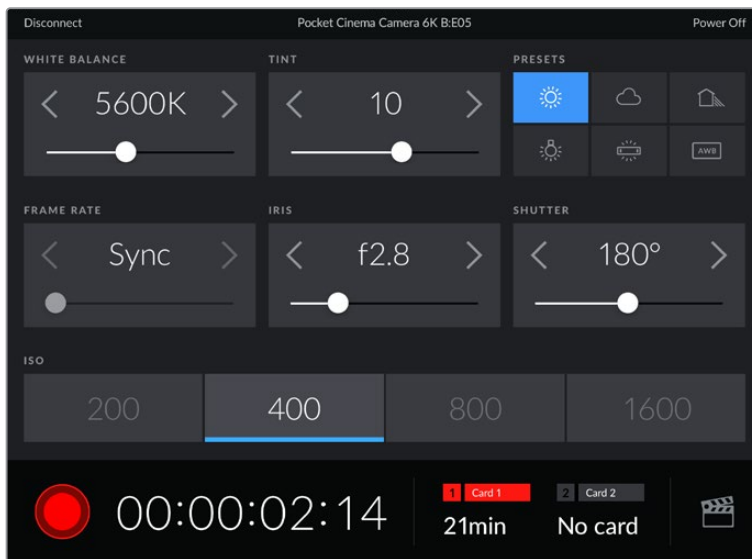 Disconnect Pocket Cinema Camera 6K B:E05 Power Off
WHITE BALANCE TINT PRESETS
5600K 10
AWB
FRAME RATE IRIS SHUTTER
Sync f2.8 180°
ISO
200 400 800 1600
00:00:02:14
1 Card 1 2 Card 2
21min No card